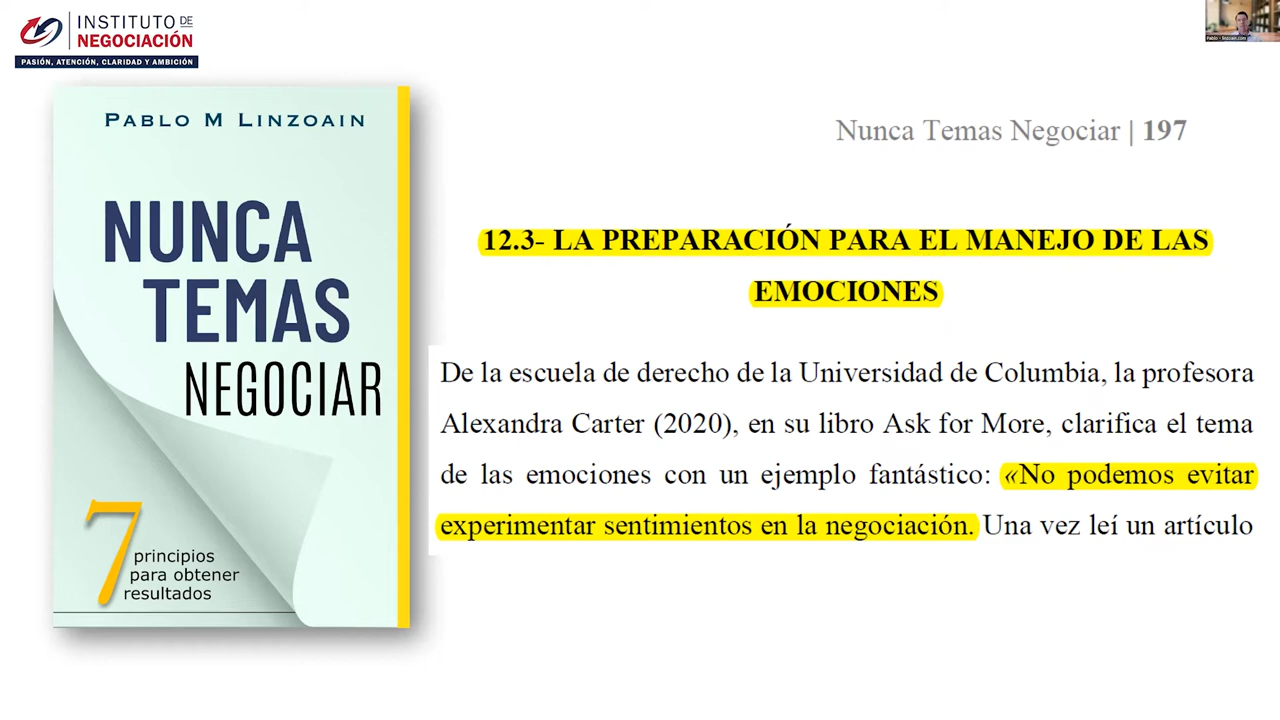 INSTITUTO DE
NEGOCIACIÓN
PASIÓN, ATENCIÓN, CLARIDAD Y AMBICIÓN
PABLO M LINZOAIN
NUNCA
TEMAS
NEGOCIAR
7
principios
para obtener
resultados
Nunca Temas Negociar | 197
12.3- LA PREPARACIÓN PARA EL MANEJO DE LAS
EMOCIONES
De la escuela de derecho de la Universidad de Columbia, la profesora
Alexandra Carter (2020), en su libro Ask for More, clarifica el tema
de las emociones con un ejemplo fantástico: «No podemos evitar
experimentar sentimientos en la negociación. Una vez leí un artículo